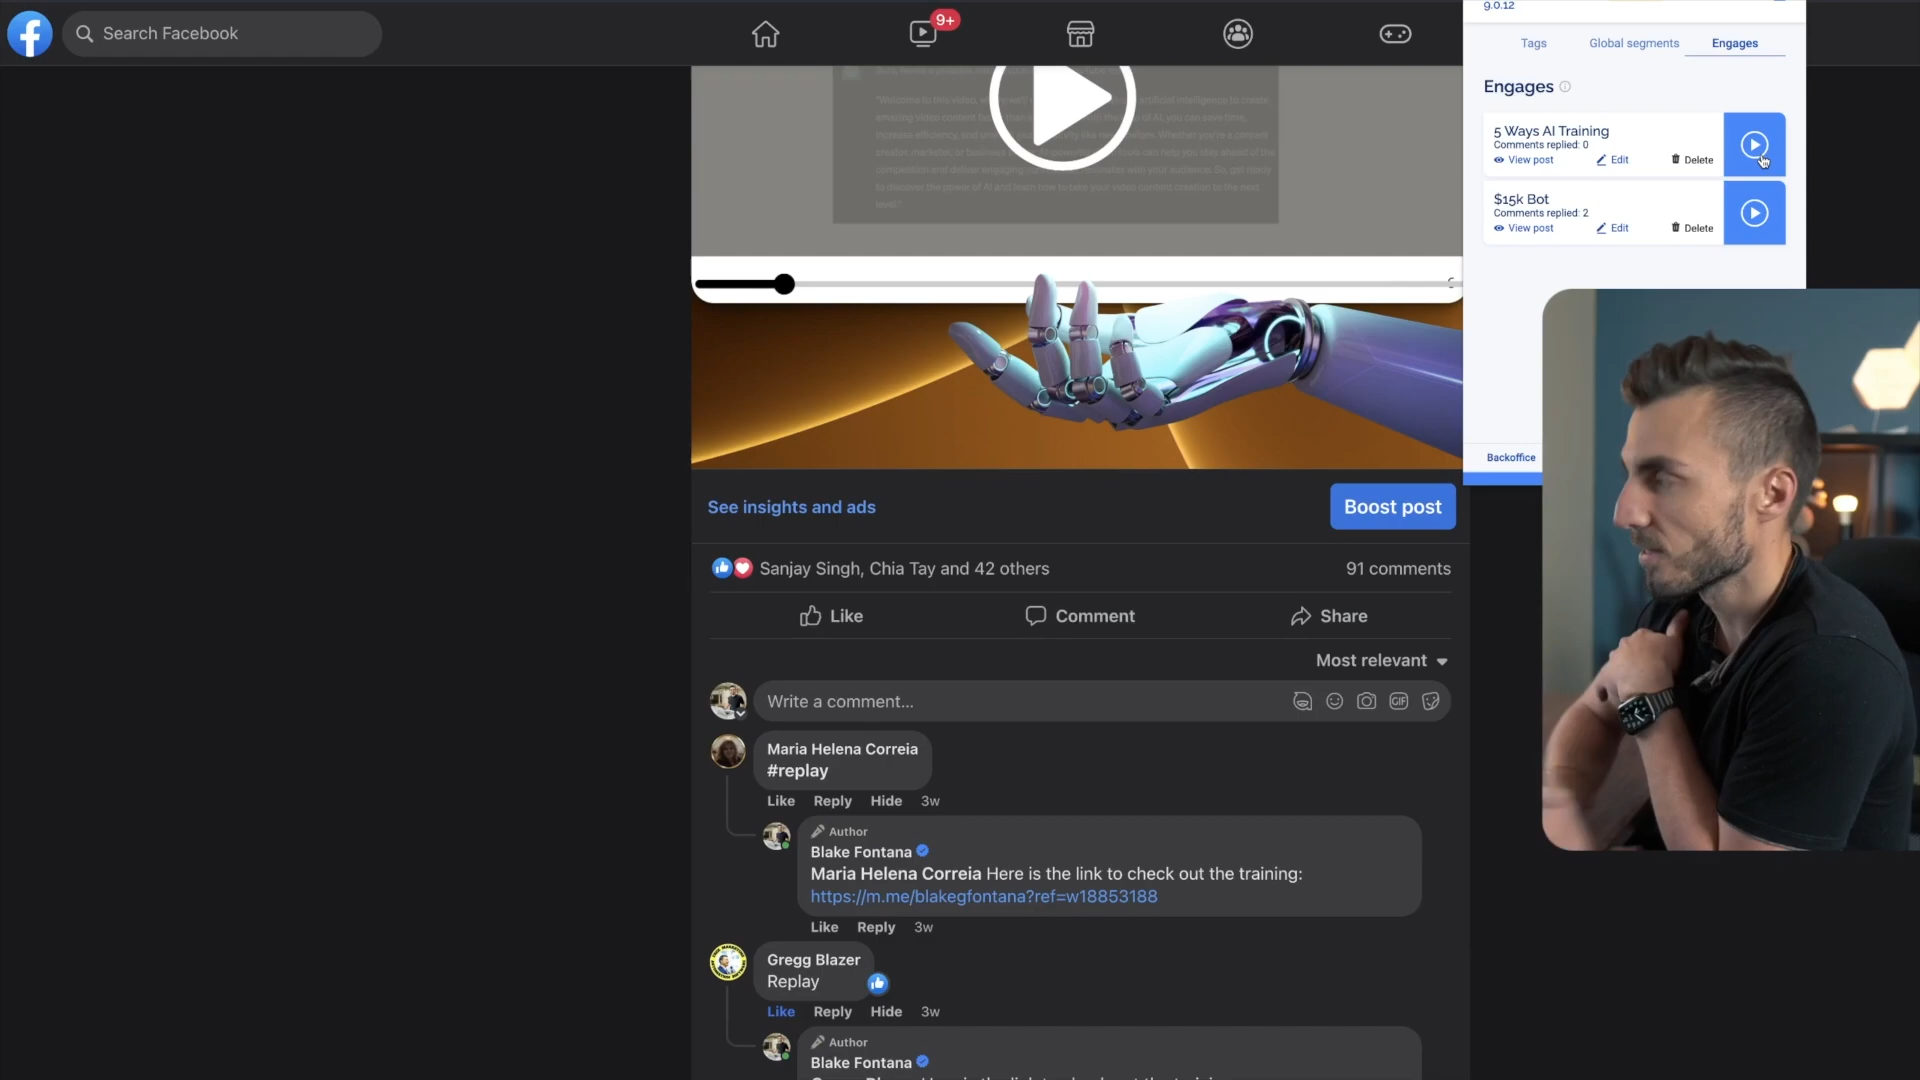 Search Facebook
9+
9.0.12
Tags
Global segments
Engages
Engages
5 Ways AI Training
Comments replied: 0
View post
Edit
Delete
$15k Bot
Comments replied: 2
View post
Edit
Delete
Backoffice
level."
See insights and ads
Boost post
Sanjay Singh, Chia Tay and 42 others
91 comments
Like
Comment
Share
Most relevant
Write a comment...
GIF
Maria Helena Correia
#replay
Like
Reply
Hide
3w
Author
Blake Fontana
Maria Helena Correia Here is the link to check out the training:
https://m.me/blakegfontana?ref=w18853188
Like
Reply
3w
Gregg Blazer
Replay
Like
Reply
Hide
3w
Author
Blake Fontana